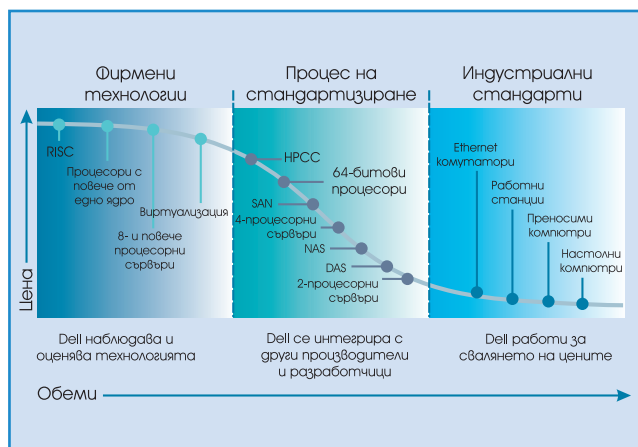 Фирмени
технологии
Процес на
стандартизиране
Индустриални
стандарти
Цена
RISC
Процесори с
повече от
едно ядро
8- и повече
процесорни
сървъри
Виртуализация
HPCC
64-битови
процесори
SAN
4-процесорни
сървъри
NAS
DAS
2-процесорни
сървъри
Ethernet
комутатори
Работни
станции
Преносими
компютри
Настолни
компютри
Dell наблюдава и
оценява технологията
Dell се интегрира с
други производители
и разработчици
Dell работи за
свалянето на цените
Обеми